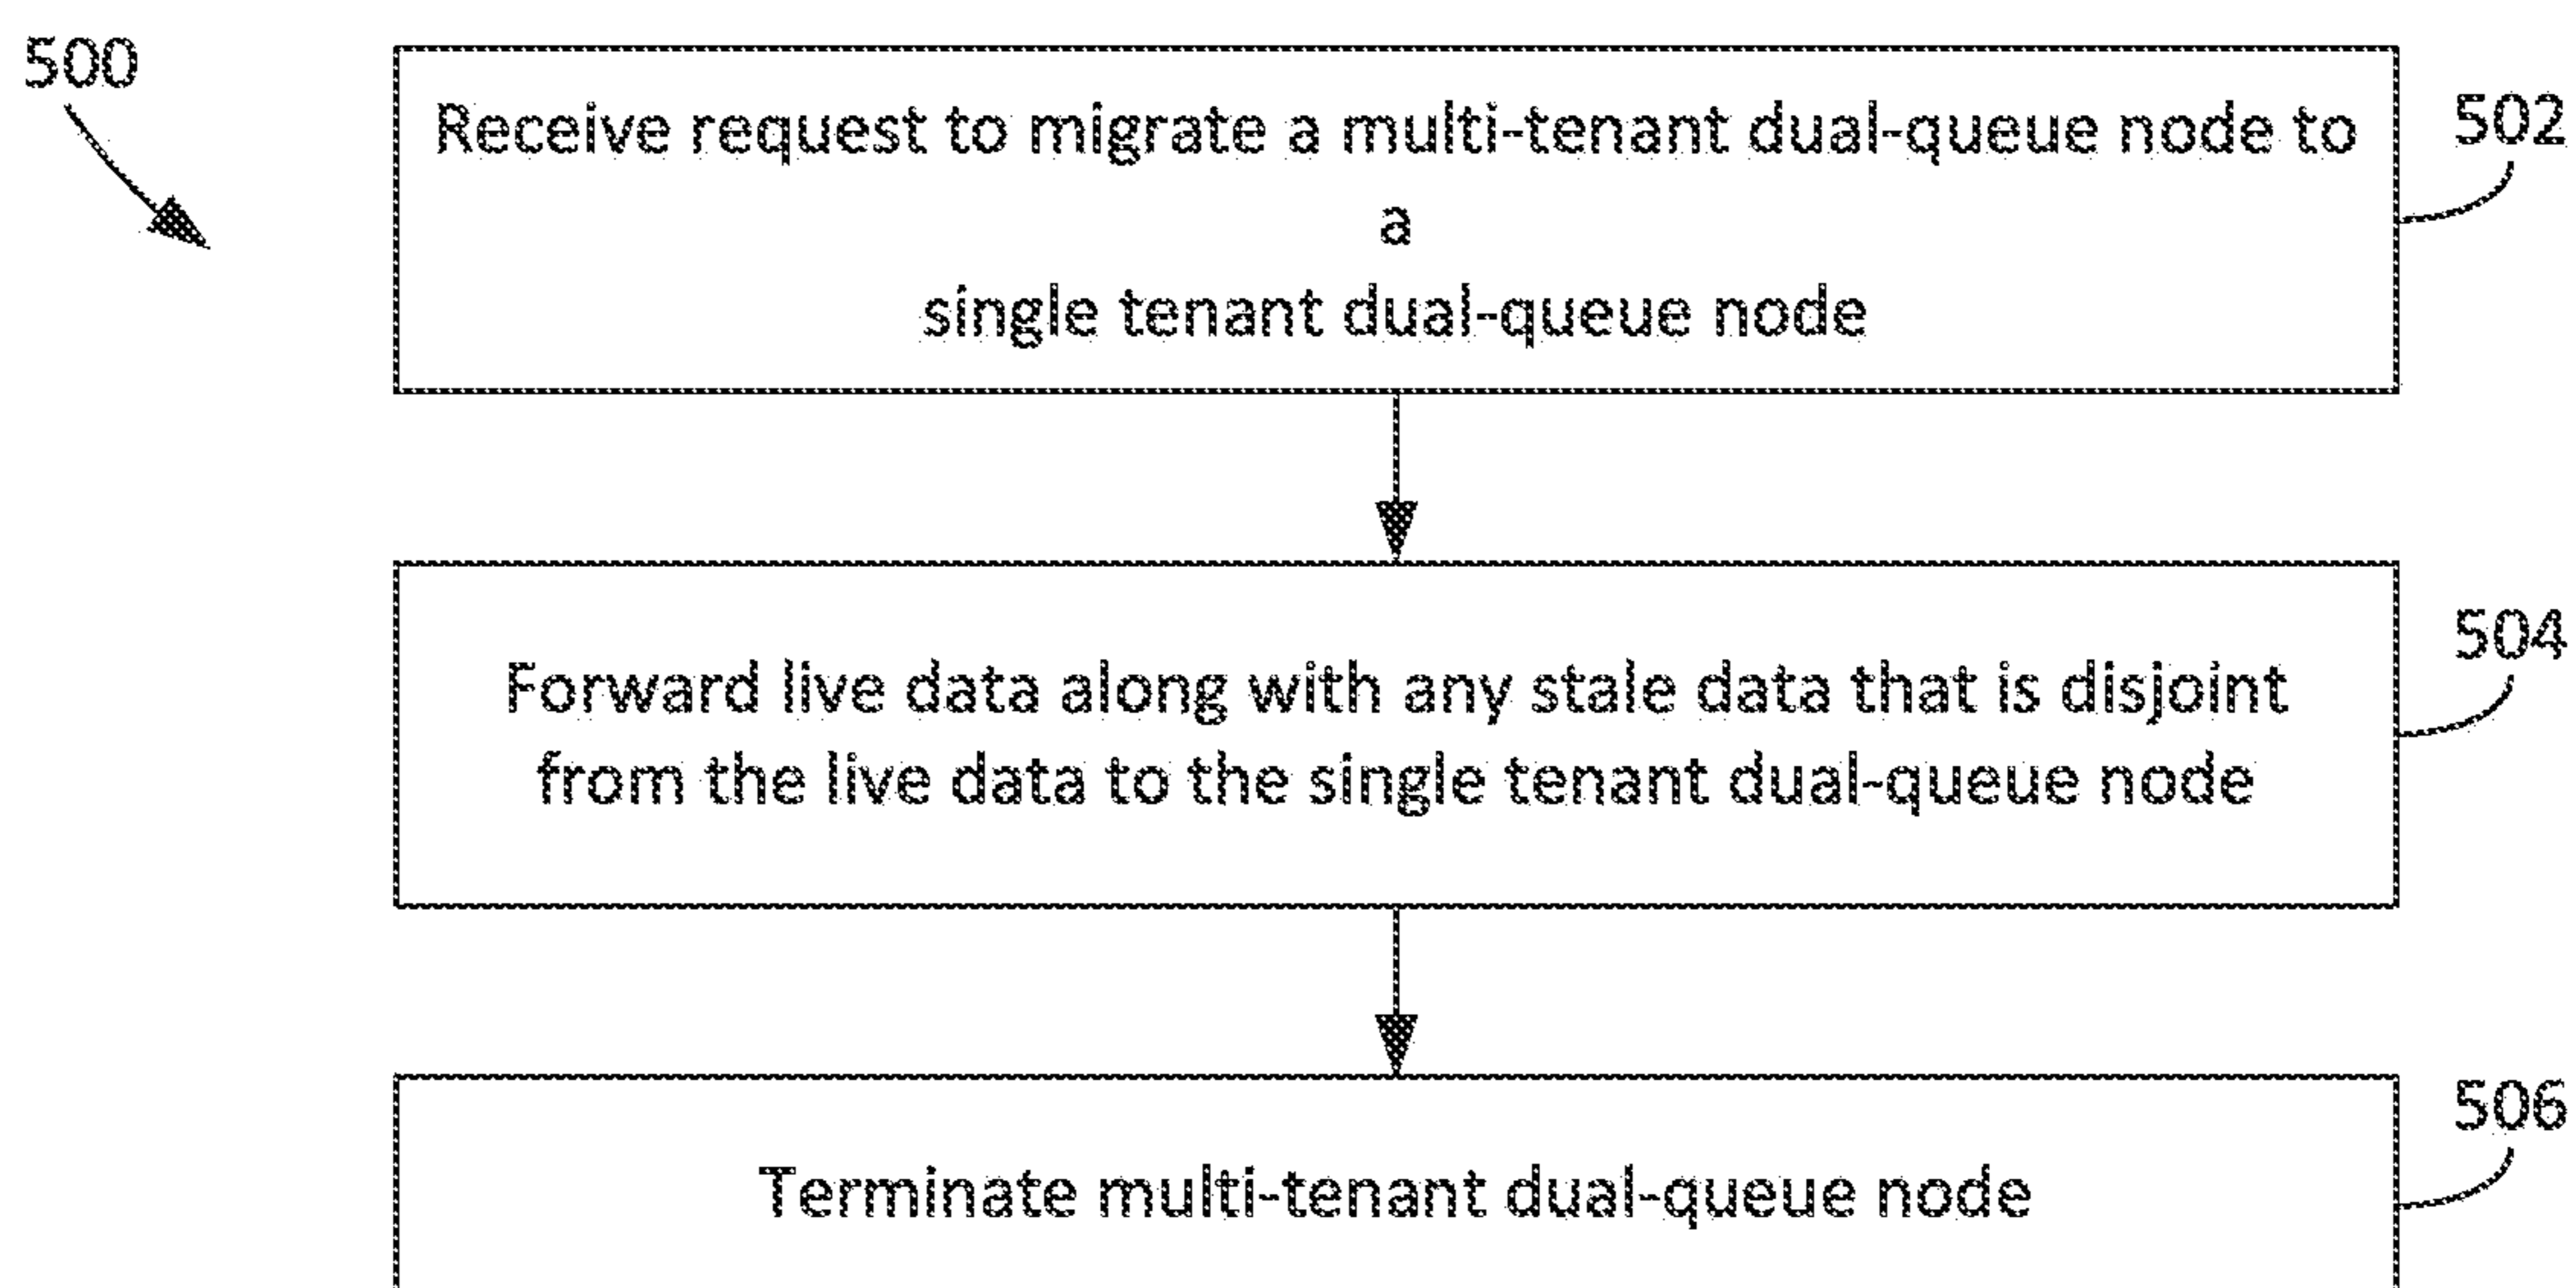 500
Receive request to migrate a multi-tenant dual-queue node to
a
single tenant dual-queue node
502
Forward live data along with any stale data that is disjoint
from the live data to the single tenant dual-queue node
504
Terminate multi-tenant dual-queue node
506